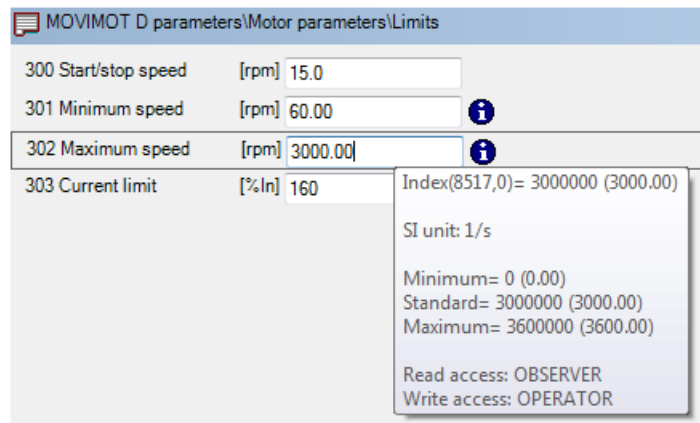 MOVIMOT D parameters\Motor parameters\Limits
300 Start/stop speed [rpm] 15.0
301 Minimum speed [rpm] 60.00
302 Maximum speed [rpm] 3000.00
303 Current limit [%In] 160
Index(8517,0)= 3000000 (3000.00)
SI unit: 1/s
Minimum= 0 (0.00)
Standard= 3000000 (3000.00)
Maximum= 3600000 (3600.00)
Read access: OBSERVER
Write access: OPERATOR